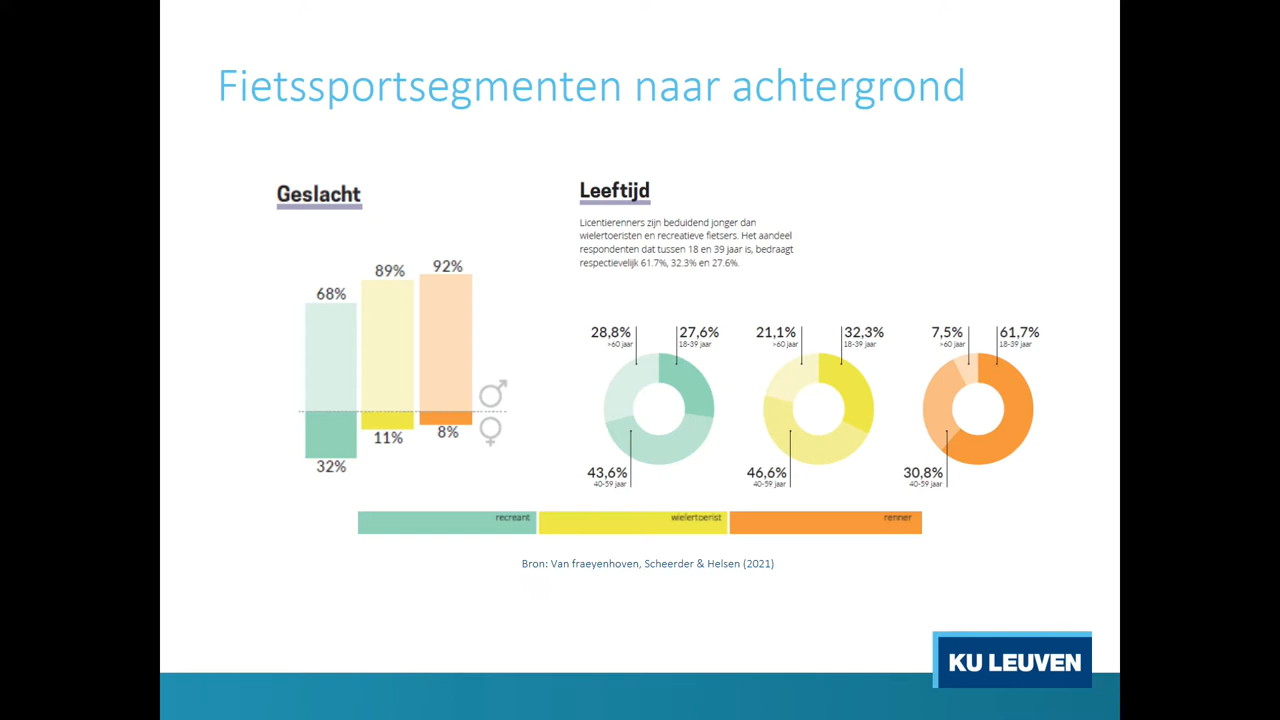 Fietssportsegmenten naar achtergrond
Geslacht
68%
89%
92%
32%
11%
8%
Leeftijd
Licentierenners zijn beduidend jonger dan
wielertoeristen en recreatieve fietsers. Het aandeel
respondenten dat tussen 18 en 39 jaar is, bedraagt
respectievelijk 61.7%, 32.3% en 27.6%.
28,8%
>60 jaar
27,6%
18-39 jaar
43,6%
40-59 jaar
21,1%
>60 jaar
32,3%
18-39 jaar
46,6%
40-59 jaar
7,5%
>60 jaar
61,7%
18-39 jaar
30,8%
40-59 jaar
recreant
wielertoerist
renner
Bron: Van fraeyenhoven, Scheerder & Helsen (2021)
KU LEUVEN